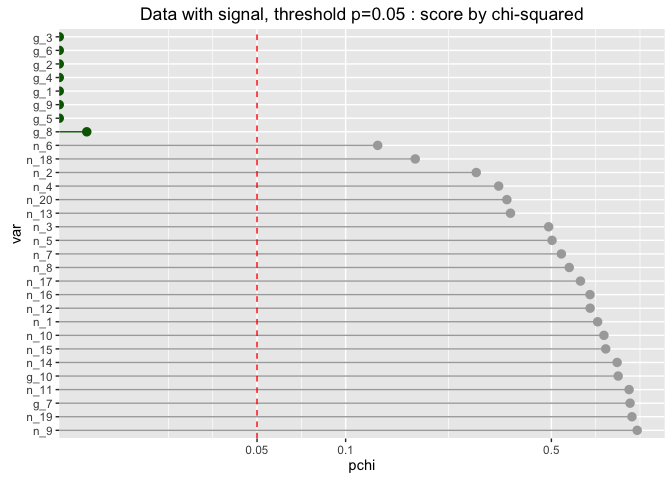 Data with signal, threshold p=0.05 : score by chi-squared
var
g_3
g_6
g_2
g_4
g_1
g_9
g_5
g_8
n_6
n_18
n_2
n_4
n_20
n_13
n_3
n_5
n_7
n_8
n_17
n_16
n_12
n_1
n_10
n_15
n_14
g_10
n_11
g_7
n_19
n_9
0.05 0.1 0.5
pchi